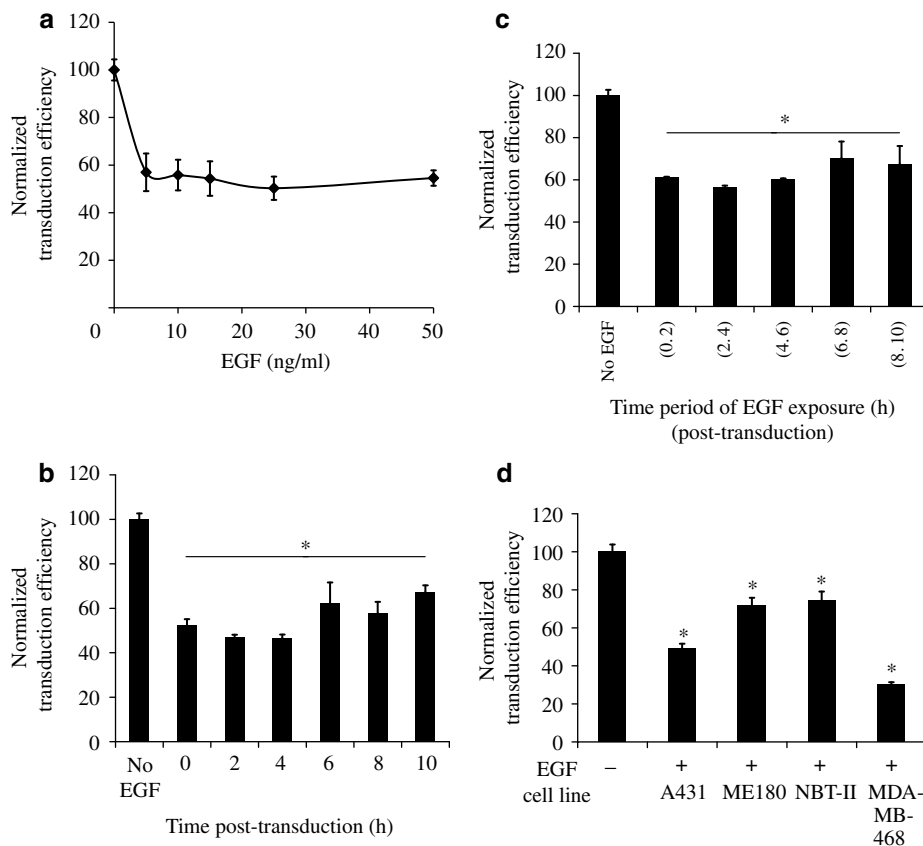 a
Normalized
transduction efficiency
120
100
80
60
40
20
0
10
20
30
40
50
EGF (ng/ml)
b
Normalized
transduction efficiency
120
100
80
60
40
20
0
*
No
EGF
0
2
4
6
8
10
Time post-transduction (h)
c
Normalized
transduction efficiency
120
100
80
60
40
20
0
*
No EGF
(0.2)
(2.4)
(4.6)
(6.8)
(8.10)
Time period of EGF exposure (h)
(post-transduction)
d
Normalized
transduction efficiency
120
100
80
60
40
20
0
*
*
*
*
EGF – + + + +
cell line A431 ME180 NBT-II MDA-
MB-
468